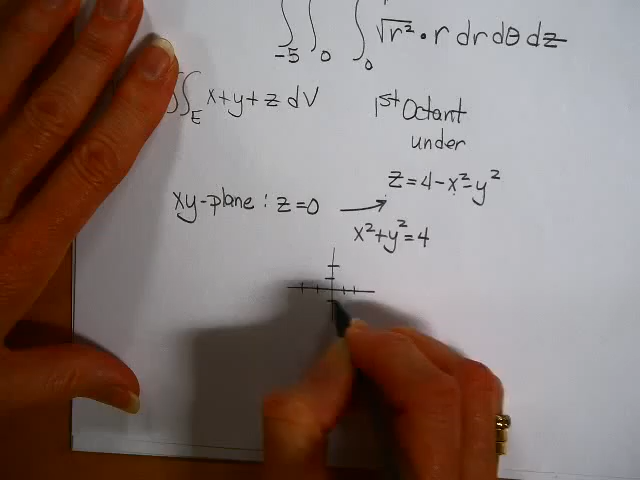 ∫∫∫ √r² • r dr dθ dz
-5 0 0
∫∫_E x+y+z dV
1st Octant
under
z = 4-x²-y²
xy-plane : z=0 →
x²+y²=4